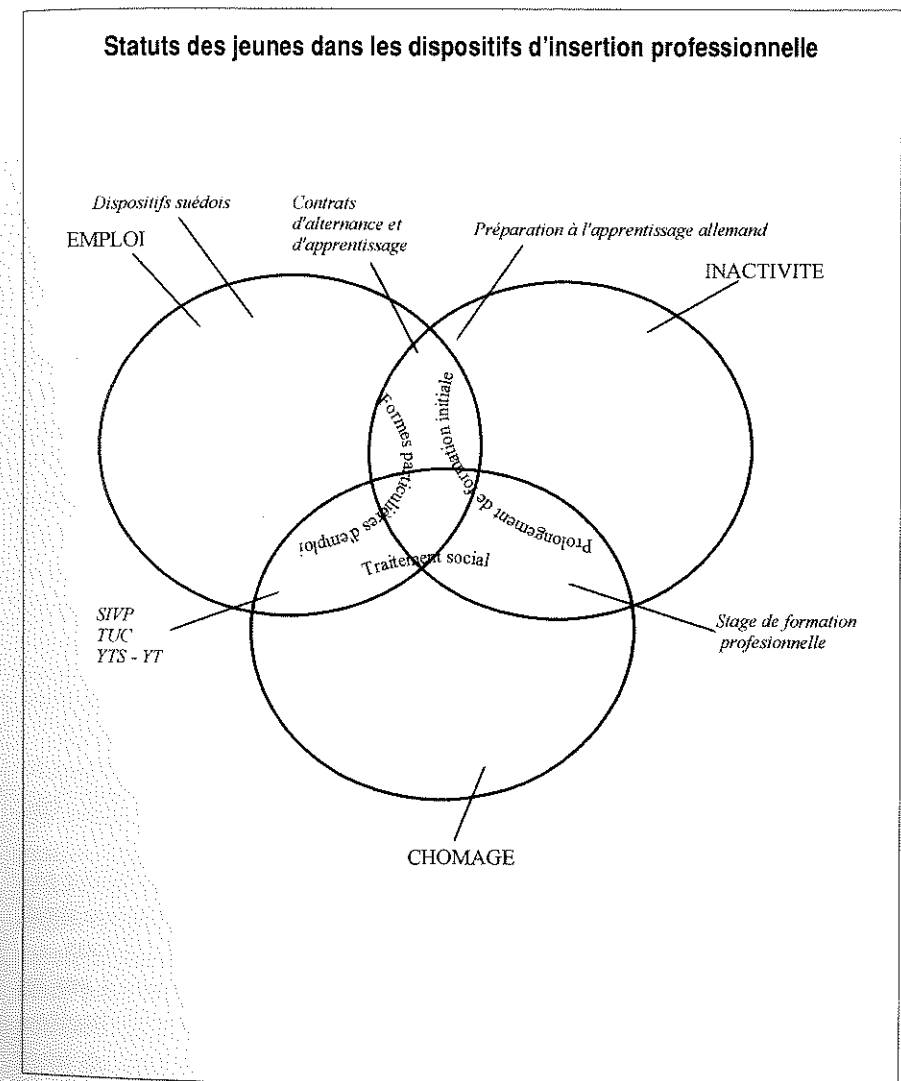 Statuts des jeunes dans les dispositifs d'insertion professionnelle
Dispositifs suédois
EMPLOI
Contrats
d'alternance et
d'apprentissage
Préparation à l'apprentissage allemand
INACTIVITE
Formes particulières d'emploi
Prolongement de formation initiale
Traitement social
SIVP
TUC
YTS - YT
Stage de formation
profesionnelle
CHOMAGE